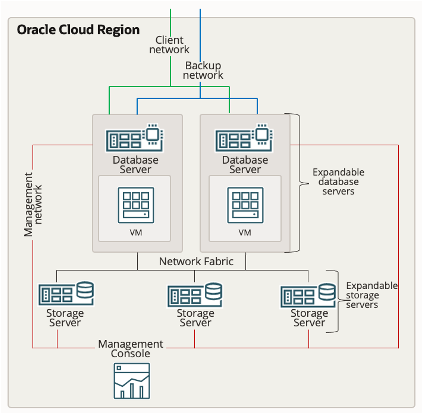 Oracle Cloud Region
Client
network
Backup
network
Management
network
Database
Server
VM
Database
Server
VM
Expandable
database
servers
Network Fabric
Storage
Server
Storage
Server
Storage
Server
Expandable
storage
servers
Management
Console